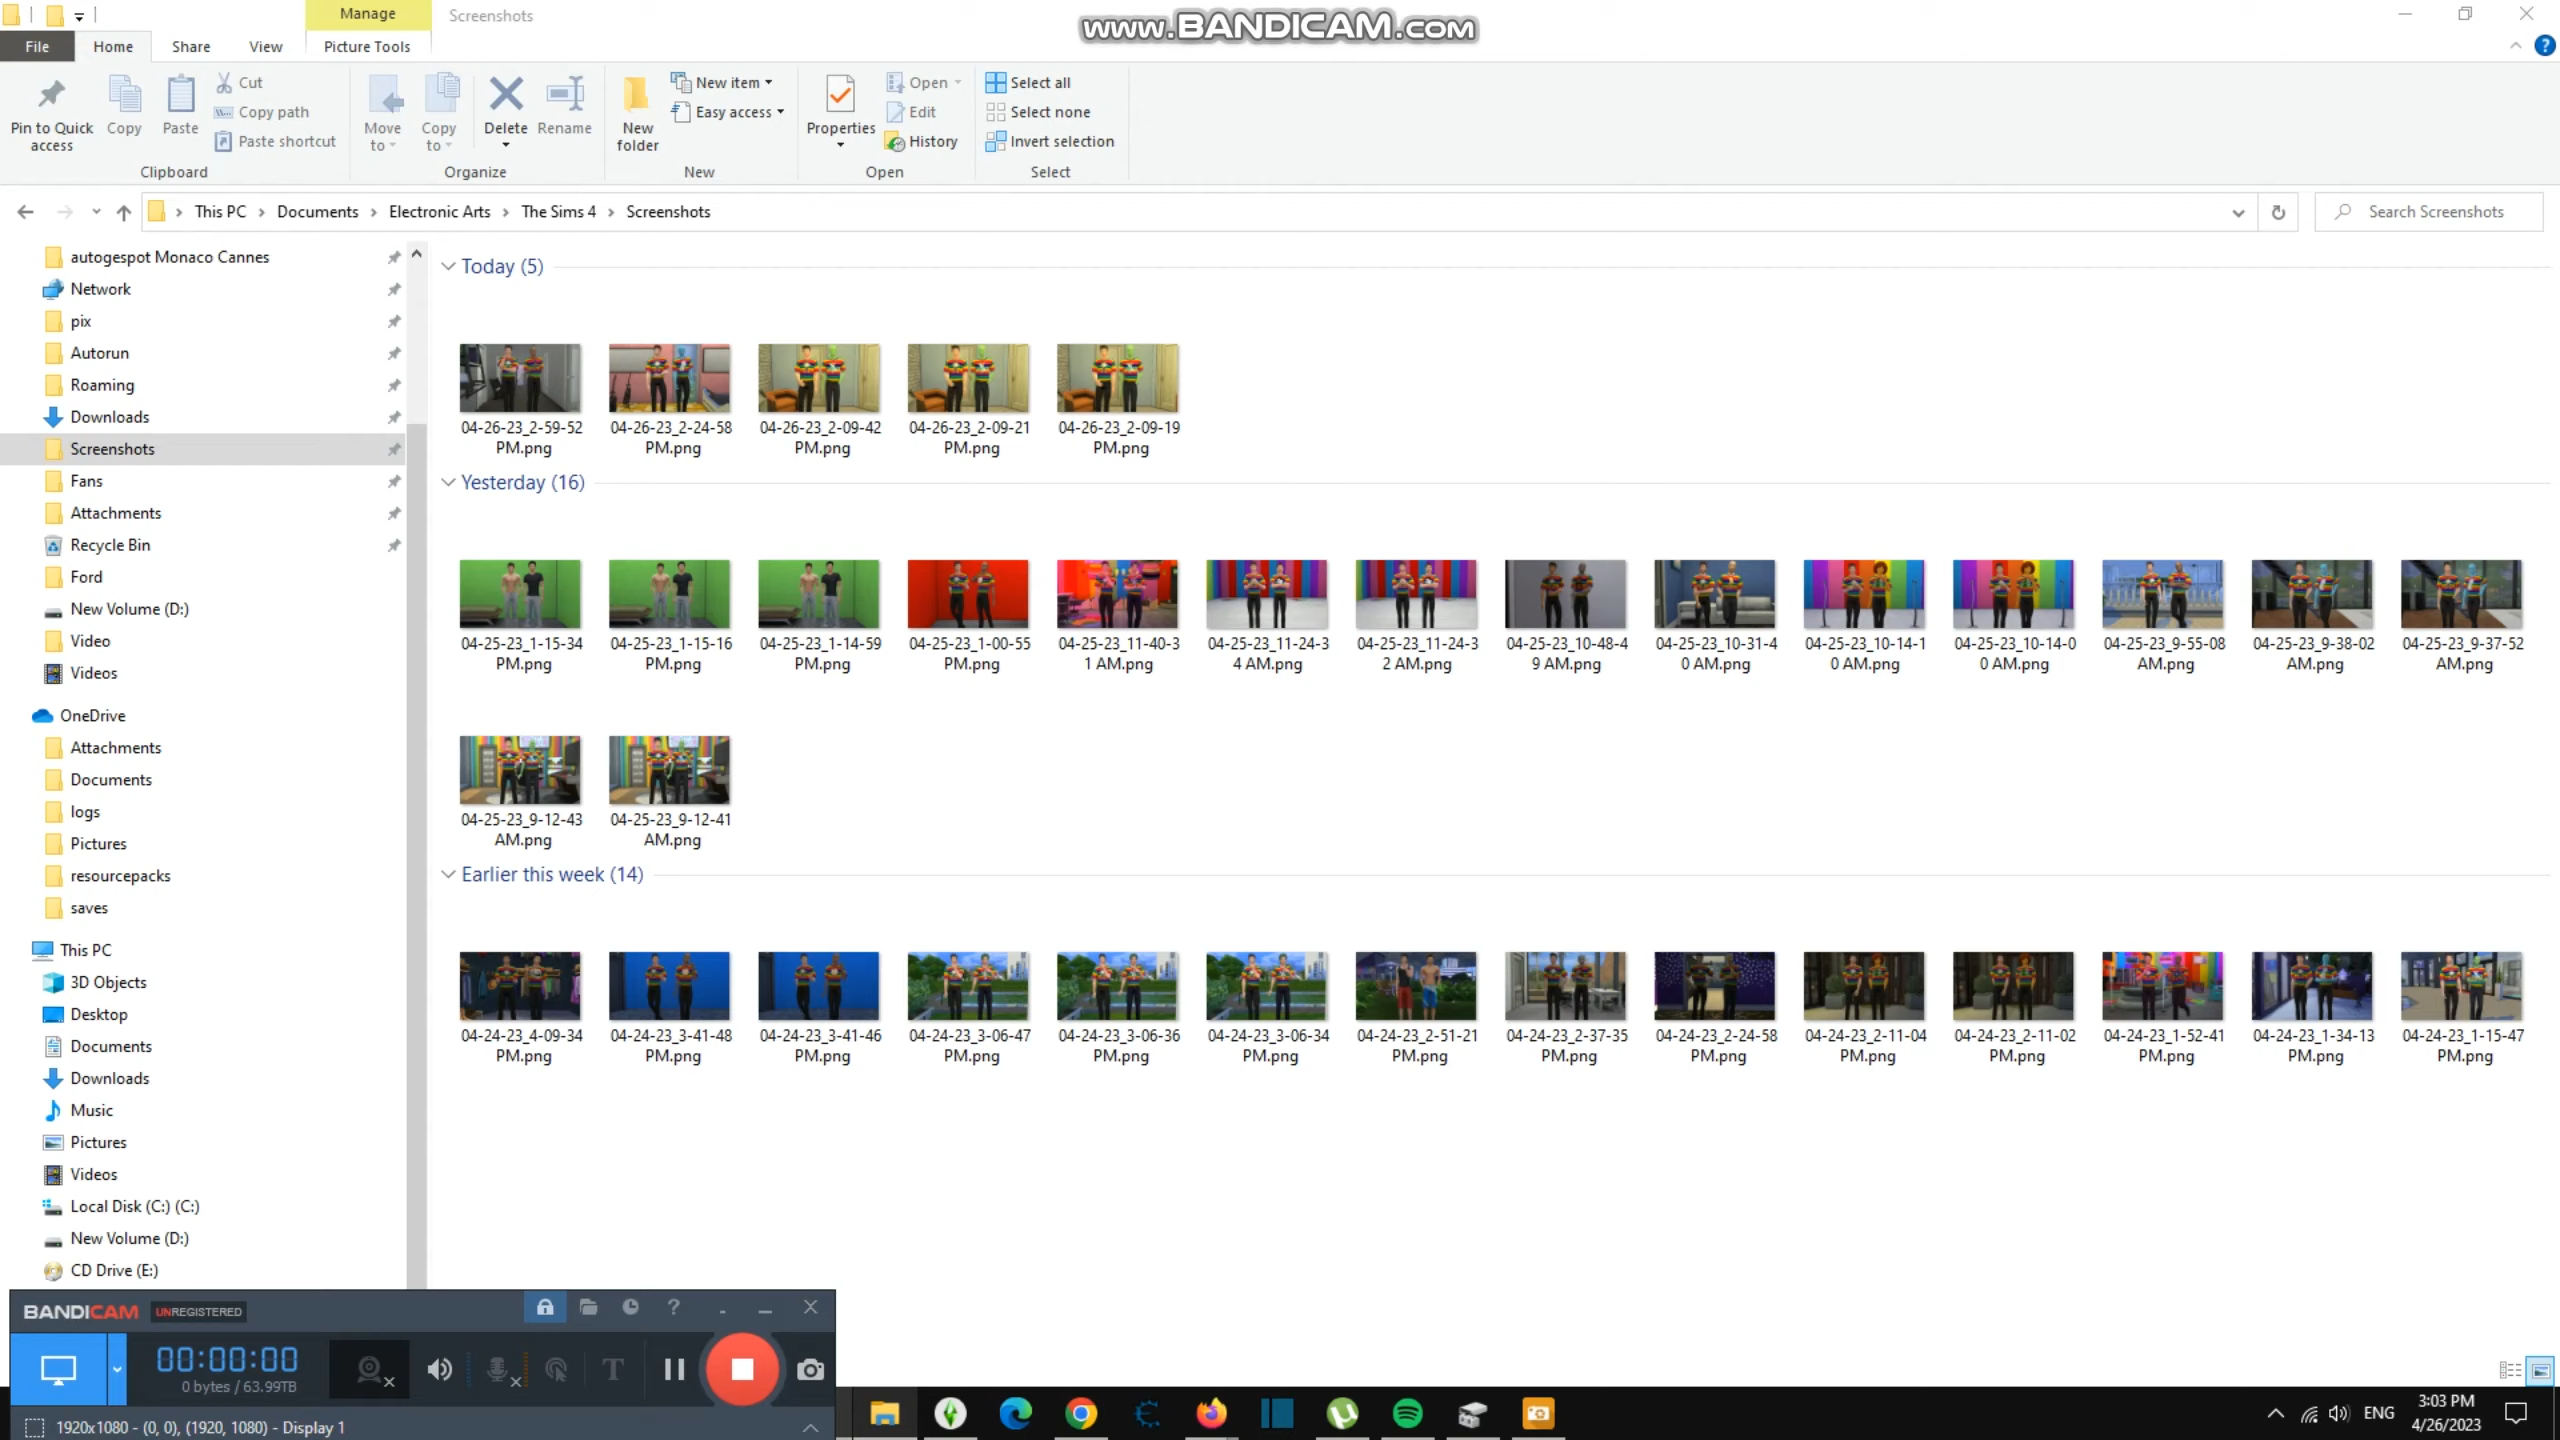 Manage
Screenshots
www.BANDICAM.com
File
Home
Share
View
Picture Tools
Pin to Quick access
Copy
Paste
Cut
Copy path
Paste shortcut
Clipboard
Move to
Copy to
Delete
Rename
Organize
New folder
New item
Easy access
New
Properties
Open
Edit
History
Open
Select all
Select none
Invert selection
Select
This PC > Documents > Electronic Arts > The Sims 4 > Screenshots
Search Screenshots
autogespot Monaco Cannes
Network
pix
Autorun
Roaming
Downloads
Screenshots
Fans
Attachments
Recycle Bin
Ford
New Volume (D:)
Video
Videos
OneDrive
Attachments
Documents
logs
Pictures
resourcepacks
saves
This PC
3D Objects
Desktop
Documents
Downloads
Music
Pictures
Videos
Local Disk (C:) (C:)
New Volume (D:)
CD Drive (E:)
Today (5)
04-26-23_2-59-52 PM.png
04-26-23_2-24-58 PM.png
04-26-23_2-09-42 PM.png
04-26-23_2-09-21 PM.png
04-26-23_2-09-19 PM.png
Yesterday (16)
04-25-23_1-15-34 PM.png
04-25-23_1-15-16 PM.png
04-25-23_1-14-59 PM.png
04-25-23_1-00-55 PM.png
04-25-23_11-40-31 AM.png
04-25-23_11-24-34 AM.png
04-25-23_11-24-32 AM.png
04-25-23_10-48-49 AM.png
04-25-23_10-31-40 AM.png
04-25-23_10-14-10 AM.png
04-25-23_10-14-00 AM.png
04-25-23_9-55-08 AM.png
04-25-23_9-38-02 AM.png
04-25-23_9-37-52 AM.png
04-25-23_9-12-43 AM.png
04-25-23_9-12-41 AM.png
Earlier this week (14)
04-24-23_4-09-34 PM.png
04-24-23_3-41-48 PM.png
04-24-23_3-41-46 PM.png
04-24-23_3-06-47 PM.png
04-24-23_3-06-36 PM.png
04-24-23_3-06-34 PM.png
04-24-23_2-51-21 PM.png
04-24-23_2-37-35 PM.png
04-24-23_2-24-58 PM.png
04-24-23_2-11-04 PM.png
04-24-23_2-11-02 PM.png
04-24-23_1-52-41 PM.png
04-24-23_1-34-13 PM.png
04-24-23_1-15-47 PM.png
BANDICAM UNREGISTERED
00:00:00
0 bytes / 63.99TB
1920x1080 - (0, 0), (1920, 1080) - Display 1
ENG
3:03 PM
4/26/2023